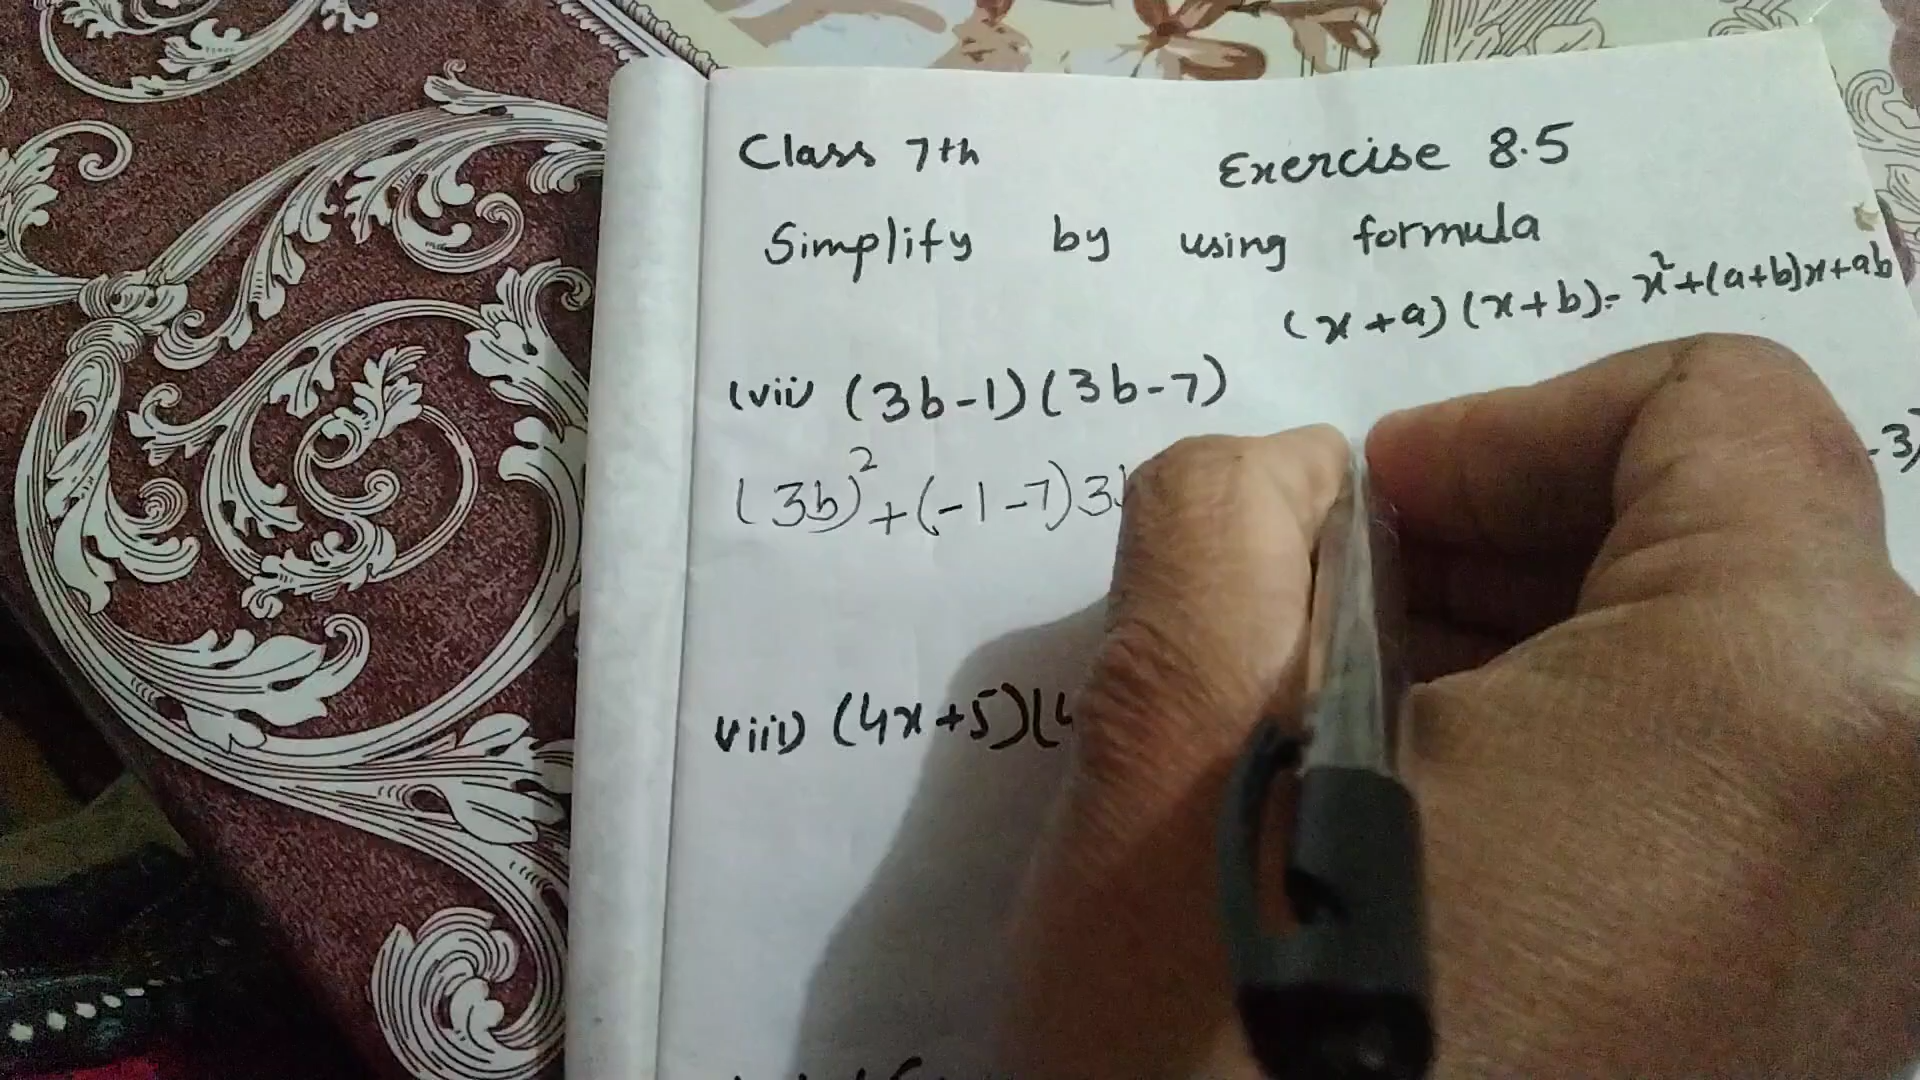 Class 7th Exercise 8.5
Simplify by using formula
(x+a)(x+b)= x²+(a+b)x+ab
(vii) (3b-1)(3b-7)
-3)
(3b)²+(-1-7)3b
viii) (4x+5)(4